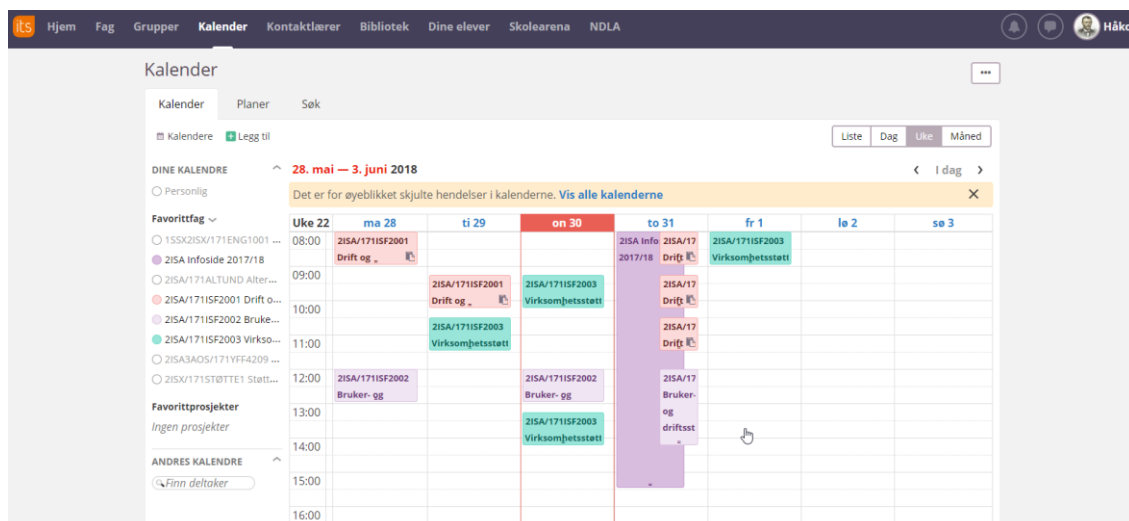 its Hjem Fag Grupper Kalender Kontaktlærer Bibliotek Dine elever Skolearena NDLA Håko
Kalender
Kalender Planer Søk
Kalendere Legg til Liste Dag Uke Måned
DINE KALENDRE 28. mai — 3. juni 2018 I dag
Personlig Det er for øyeblikket skjulte hendelser i kalenderne. Vis alle kalenderne
Favorittfag Uke 22 ma 28 ti 29 on 30 to 31 fr 1 lø 2 sø 3
1SSX2ISX/171ENG1001 ...
2ISA Infoside 2017/18
2ISA/171ALTUND Alter...
2ISA/171ISF2001 Drift o...
2ISA/171ISF2002 Bruke...
2ISA/171ISF2003 Virkso...
2ISA3AOS/171YFF4209 ...
2ISX/171STØTTE1 Støtt...
Favorittprosjekter
Ingen prosjekter
ANDRES KALENDRE
Finn deltaker
08:00
09:00
10:00
11:00
12:00
13:00
14:00
15:00
16:00
2ISA/171ISF2001
Drift og
2ISA/171ISF2002
Bruker- og
2ISA/171ISF2001
Drift og
2ISA/171ISF2003
Virksomhetsstøtt
2ISA/171ISF2003
Virksomhetsstøtt
2ISA/171ISF2002
Bruker- og
2ISA/171ISF2003
Virksomhetsstøtt
2ISA Info
2017/18
2ISA/17
Drift
2ISA/17
Drift
2ISA/17
Drift
2ISA/17
Bruker-
og
driftsst
2ISA/171ISF2003
Virksomhetsstøtt